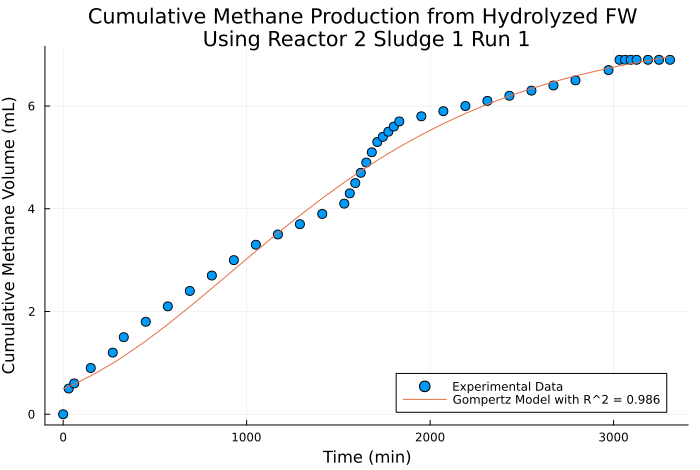 Cumulative Methane Production from Hydrolyzed FW
Using Reactor 2 Sludge 1 Run 1
Cumulative Methane Volume (mL)
6
4
2
0
Experimental Data
Gompertz Model with R^2 = 0.986
0 1000 2000 3000
Time (min)